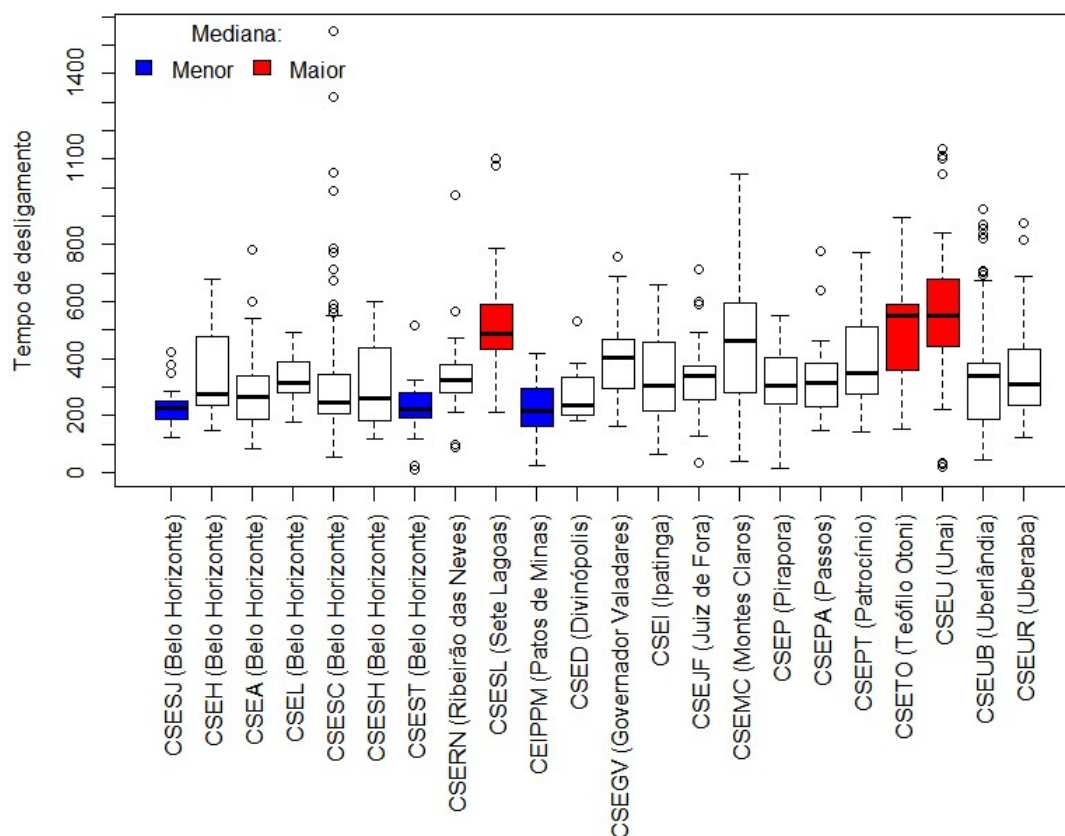 Mediana:
Menor Maior
Tempo de desligamento
1400
1100
800
600
400
200
0
CSESJ (Belo Horizonte)
CSEH (Belo Horizonte)
CSEA (Belo Horizonte)
CSEL (Belo Horizonte)
CSESC (Belo Horizonte)
CSESH (Belo Horizonte)
CSEST (Belo Horizonte)
CSERN (Ribeirão das Neves)
CSESL (Sete Lagoas)
CEIPPM (Patos de Minas)
CSED (Divinópolis)
CSEGV (Governador Valadares)
CSEI (Ipatinga)
CSEJF (Juiz de Fora)
CSEMC (Montes Claros)
CSEP (Pirapora)
CSEPA (Passos)
CSEPT (Patrocínio)
CSETO (Teófilo Otoni)
CSEU (Unai)
CSEUB (Uberlândia)
CSEUR (Uberaba)